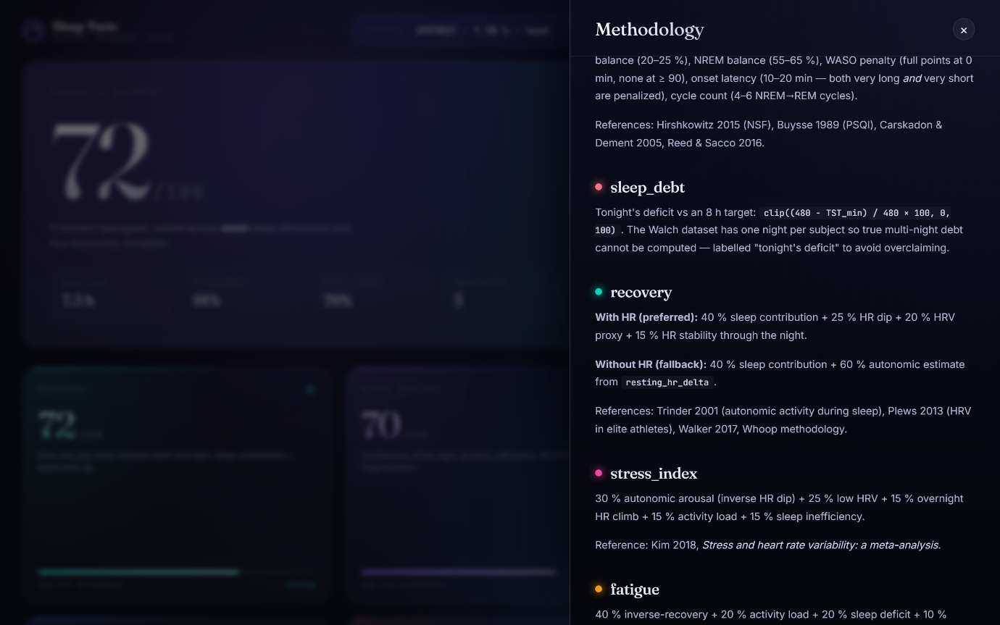 Methodology
×
balance (20–25 %), NREM balance (55–65 %), WASO penalty (full points at 0
min, none at ≥ 90), onset latency (10–20 min — both very long and very short
are penalized), cycle count (4–6 NREM→REM cycles).
References: Hirshkowitz 2015 (NSF), Buysse 1989 (PSQI), Carskadon &
Dement 2005, Reed & Sacco 2016.
sleep_debt
Tonight's deficit vs an 8 h target: clip((480 - TST_min) / 480 × 100, 0,
100) . The Walch dataset has one night per subject so true multi-night debt
cannot be computed — labelled "tonight's deficit" to avoid overclaiming.
recovery
With HR (preferred): 40 % sleep contribution + 25 % HR dip + 20 % HRV
proxy + 15 % HR stability through the night.
Without HR (fallback): 40 % sleep contribution + 60 % autonomic estimate
from resting_hr_delta .
References: Trinder 2001 (autonomic activity during sleep), Plews 2013 (HRV
in elite athletes), Walker 2017, Whoop methodology.
stress_index
30 % autonomic arousal (inverse HR dip) + 25 % low HRV + 15 % overnight
HR climb + 15 % activity load + 15 % sleep inefficiency.
Reference: Kim 2018, Stress and heart rate variability: a meta-analysis.
fatigue
40 % inverse-recovery + 20 % activity load + 20 % sleep deficit + 10 %
72
/100
72
70